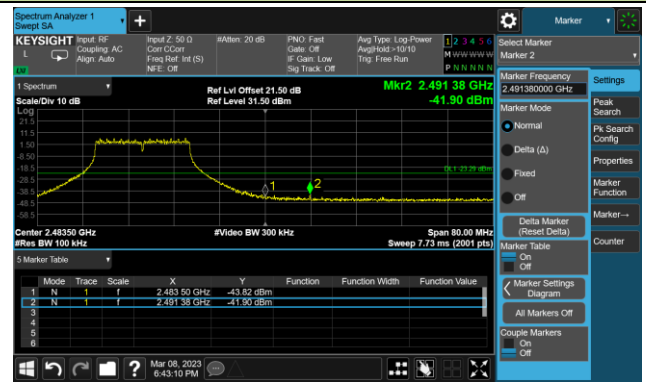 Spectrum Analyzer 1
Swept SA
Marker
KEYSIGHT Input: RF Input Z: 50 Ω #Atten: 20 dB PNO: Fast Avg Type: Log-Power 1 2 3 4 5 6
Coupling: AC Corr CCorr Gate: Off Avg|Hold:>10/10 M W W W W W
Align: Auto Freq Ref: Int (S) IF Gain: Low Trig: Free Run
NFE: Off Sig Track: Off P N N N N N
Select Marker
Marker 2
1 Spectrum
Ref Lvl Offset 21.50 dB Mkr2 2.491 38 GHz
Scale/Div 10 dB Ref Level 31.50 dBm -41.90 dBm
Log
21.5
11.5
1.50
-8.50
-18.5
-28.5
-38.5
-48.5
-58.5
DL1 -23.29 dBm
1
2
Center 2.48350 GHz #Video BW 300 kHz Span 80.00 MHz
#Res BW 100 kHz Sweep 7.73 ms (2001 pts)
5 Marker Table
Mode Trace Scale X Y Function Function Width Function Value
1 N 1 f 2.483 50 GHz -43.82 dBm
2 N 1 f 2.491 38 GHz -41.90 dBm
3
4
5
6
Marker Frequency
2.491380000 GHz
Marker Mode
Normal
Delta (Δ)
Fixed
Off
Delta Marker
(Reset Delta)
Marker Table
On
Off
Marker Settings
Diagram
All Markers Off
Couple Markers
On
Off
Settings
Peak
Search
Pk Search
Config
Properties
Marker
Function
Marker→
Counter
?
Mar 08, 2023
6:43:10 PM